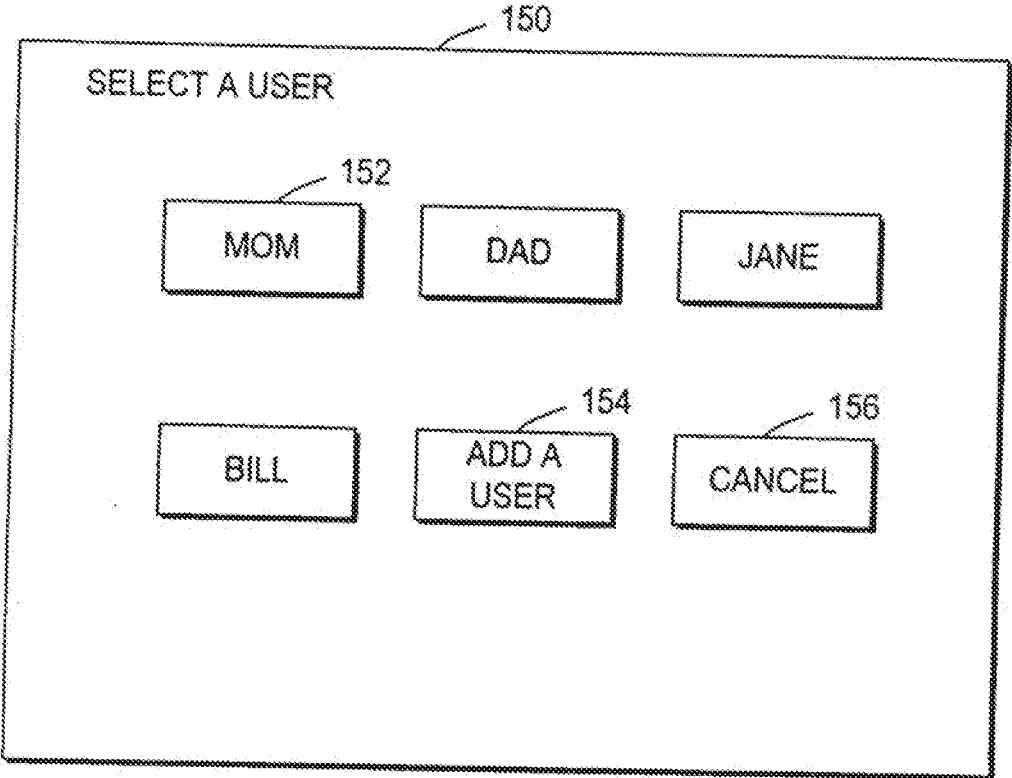 150
SELECT A USER
152
MOM
DAD
JANE
154
156
BILL
ADD A
USER
CANCEL